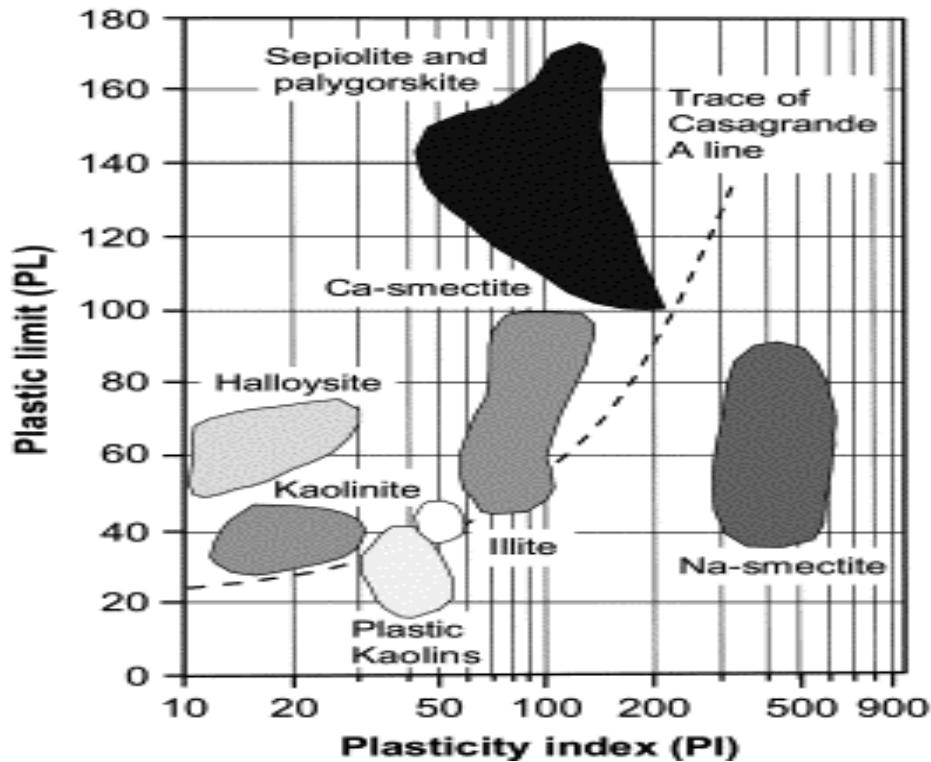 180
160
140
120
100
80
60
40
20
0
Plastic limit (PL)
Sepiolite and
palygorskite
Trace of
Casagrande
A line
Ca-smectite
Halloysite
Kaolinite
Illite
Na-smectite
Plastic
Kaolins
10 20 50 100 200 500 900
Plasticity index (PI)